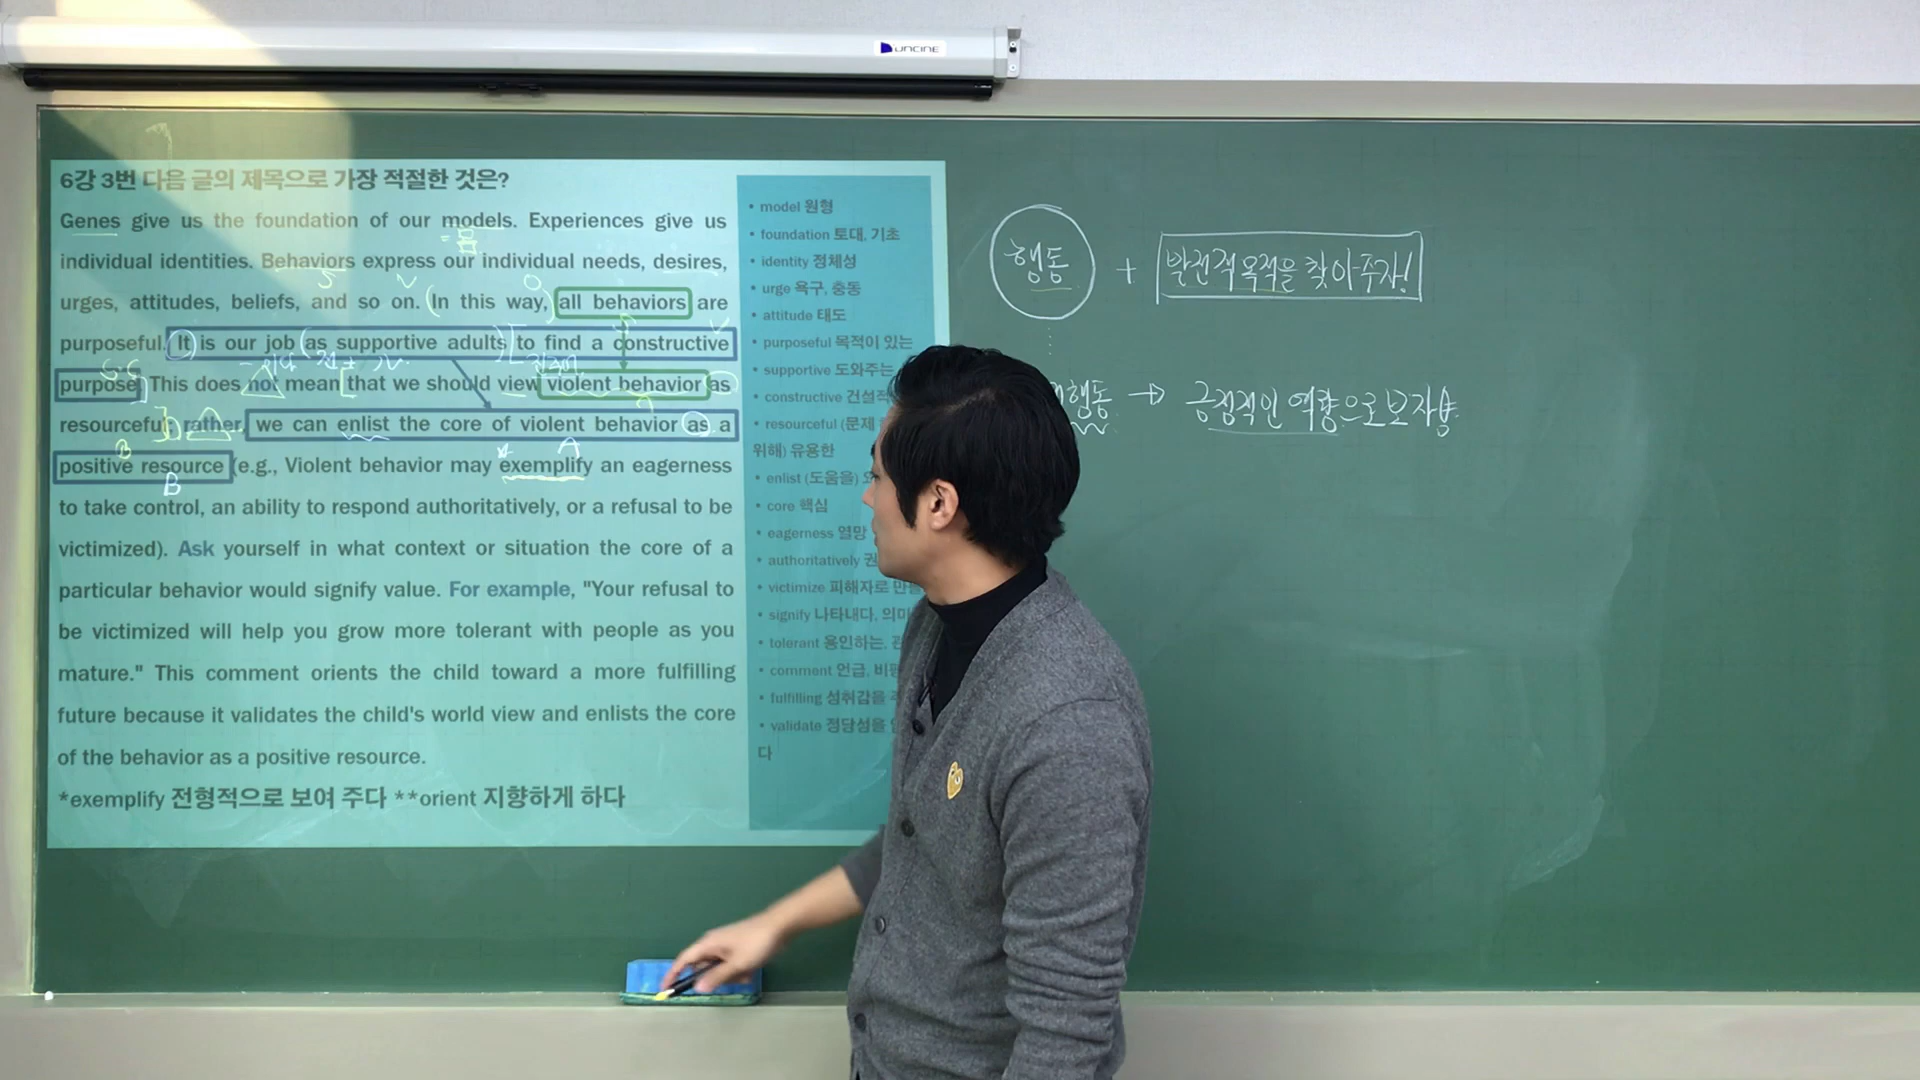 UNCINE
6강 3번 다음 글의 제목으로 가장 적절한 것은?
Genes give us the foundation of our models. Experiences give us
individual identities. Behaviors express our individual needs, desires,
urges, attitudes, beliefs, and so on. (In this way,) all behaviors are
purposeful. It is our job (as supportive adults) to find a constructive
purpose. This does not mean that we should view violent behavior as
resourceful; rather, we can enlist the core of violent behavior as a
positive resource (e.g., Violent behavior may exemplify an eagerness
to take control, an ability to respond authoritatively, or a refusal to be
victimized). Ask yourself in what context or situation the core of a
particular behavior would signify value. For example, "Your refusal to
be victimized will help you grow more tolerant with people as you
mature." This comment orients the child toward a more fulfilling
future because it validates the child's world view and enlists the core
of the behavior as a positive resource.
*exemplify 전형적으로 보여 주다 **orient 지향하게 하다
S V O
V
A
B
B
• model 원형
• foundation 토대, 기초
• identity 정체성
• urge 욕구, 충동
• attitude 태도
• purposeful 목적이 있는
• supportive 도와주는
• constructive 건설적
• resourceful (문제
위해) 유용한
• enlist (도움을)
• core 핵심
• eagerness 열망
• authoritatively 권
• victimize 피해자로 만
• signify 나타내다, 의미
• tolerant 용인하는,
• comment 언급, 비
• fulfilling 성취감을
• validate 정당성을
다
행동 + 발전적 목적을 찾아주자!
행동 → 긍정적인 역량으로 보자